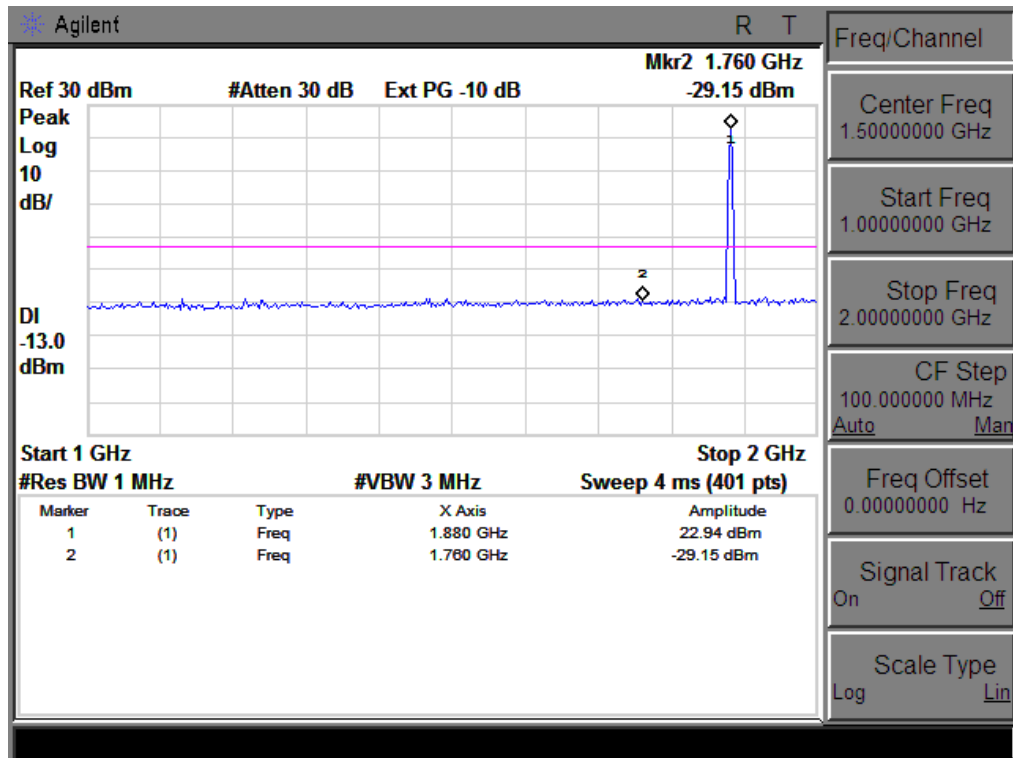 Agilent R T
Mkr2 1.760 GHz
Ref 30 dBm #Atten 30 dB Ext PG -10 dB -29.15 dBm
Peak
Log
10
dB/
1
2
DI
-13.0
dBm
Start 1 GHz Stop 2 GHz
#Res BW 1 MHz #VBW 3 MHz Sweep 4 ms (401 pts)
Marker Trace Type X Axis Amplitude
1 (1) Freq 1.880 GHz 22.94 dBm
2 (1) Freq 1.760 GHz -29.15 dBm
Freq/Channel
Center Freq
1.50000000 GHz
Start Freq
1.00000000 GHz
Stop Freq
2.00000000 GHz
CF Step
100.000000 MHz
Auto Man
Freq Offset
0.00000000 Hz
Signal Track
On Off
Scale Type
Log Lin